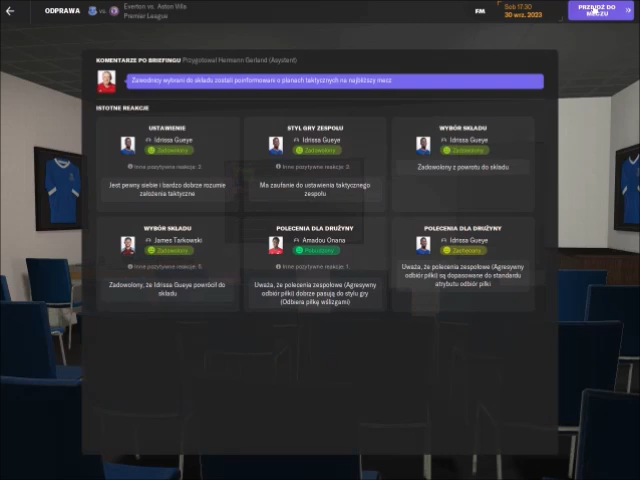 ODPRAWA
vs.
Everton vs. Aston Villa
Premier League
FM
Sob 17:30
30 wrz. 2023
PRZEJDŹ DO MECZU
KOMENTARZE PO BRIEFINGU Przygotował Hermann Gerland (Asystent)
Zawodnicy wybrani do składu zostali poinformowani o planach taktycznych na najbliższy mecz
ISTOTNE REAKCJE
USTAWIENIE
Idrissa Gueye
Zadowolony
Inne pozytywne reakcje: 2
Jest pewny siebie i bardzo dobrze rozumie
założenia taktyczne
STYL GRY ZESPOŁU
Idrissa Gueye
Zadowolony
Inne pozytywne reakcje: 2
Ma zaufanie do ustawienia taktycznego
zespołu
WYBÓR SKŁADU
Idrissa Gueye
Zadowolony
Zadowolony z powrotu do składu
WYBÓR SKŁADU
James Tarkowski
Zadowolony
Inne pozytywne reakcje: 5
Zadowolony, że Idrissa Gueye powrócił do
składu
POLECENIA DLA DRUŻYNY
Amadou Onana
Pobudzony
Inne pozytywne reakcje: 1
Uważa, że polecenia zespołowe (Agresywny
odbiór piłki) dobrze pasują do stylu gry
(Odbiera piłkę wślizgami)
POLECENIA DLA DRUŻYNY
Idrissa Gueye
Uważa, że polecenia zespołowe (Agresywny
odbiór piłki) są dopasowane do standardu
atrybutu odbiór piłki